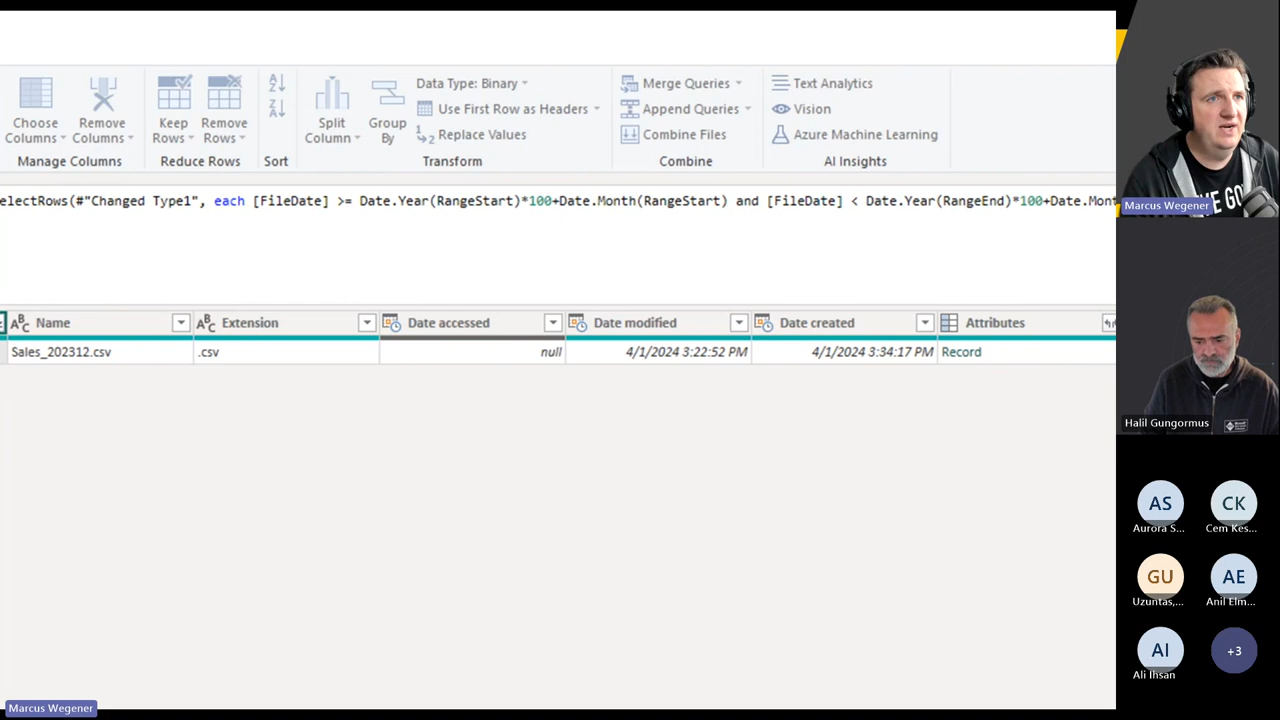 Choose Columns
Remove Columns
Manage Columns
Keep Rows
Remove Rows
Reduce Rows
Sort
Split Column
Group By
Data Type: Binary
Use First Row as Headers
Replace Values
Transform
Merge Queries
Append Queries
Combine Files
Combine
Text Analytics
Vision
Azure Machine Learning
AI Insights
electRows(#"Changed Type1", each [FileDate] >= Date.Year(RangeStart)*100+Date.Month(RangeStart) and [FileDate] < Date.Year(RangeEnd)*100+Date.Mont
Name Extension Date accessed Date modified Date created Attributes
Sales_202312.csv .csv null 4/1/2024 3:22:52 PM 4/1/2024 3:34:17 PM Record
Marcus Wegener
Halil Gungormus
AS CK
Aurora S... Cem Kes...
GU AE
Uzuntas,... Anil Elm...
AI +3
Ali Ihsan
Marcus Wegener